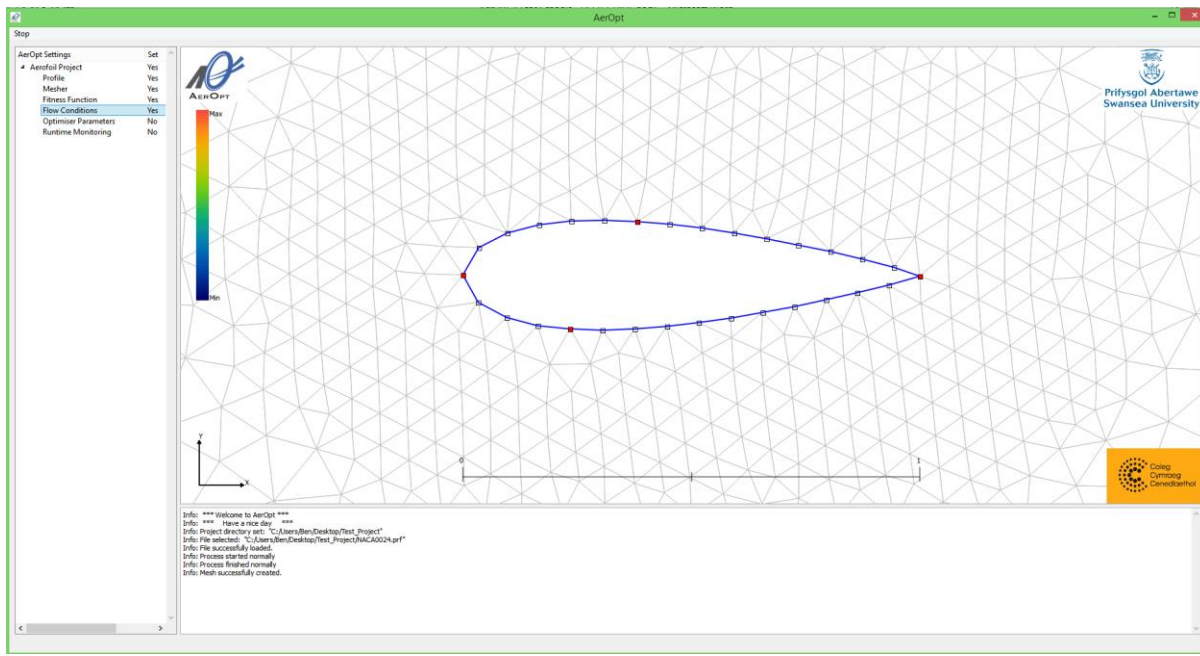 AerOpt
Stop
AerOpt Settings Set
Aerofoil Project Yes
Profile Yes
Mesher Yes
Fitness Function Yes
Flow Conditions Yes
Optimiser Parameters No
Runtime Monitoring No
AEROPT
Max
Min
Prifysgol Abertawe
Swansea University
Y
X
0
1
Coleg
Cymraeg
Cenedlaethol
Info: *** Welcome to AerOpt ***
Info: *** Have a nice day ***
Info: Project directory set: "C:/Users/Ben/Desktop/Test_Project"
Info: File selected: "C:/Users/Ben/Desktop/Test_Project/NACA0024.prf"
Info: File successfully loaded.
Info: Process started normally
Info: Process finished normally
Info: Mesh successfully created.